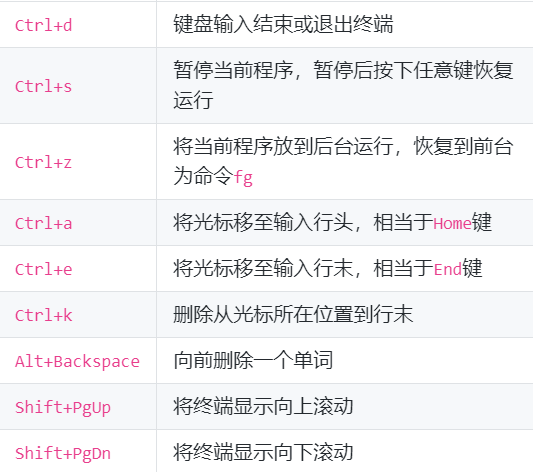 Ctrl+d 键盘输入结束或退出终端
Ctrl+s 暂停当前程序，暂停后按下任意键恢复
运行
Ctrl+z 将当前程序放到后台运行，恢复到前台
为命令fg
Ctrl+a 将光标移至输入行头，相当于Home键
Ctrl+e 将光标移至输入行末，相当于End键
Ctrl+k 删除从光标所在位置到行末
Alt+Backspace 向前删除一个单词
Shift+PgUp 将终端显示向上滚动
Shift+PgDn 将终端显示向下滚动